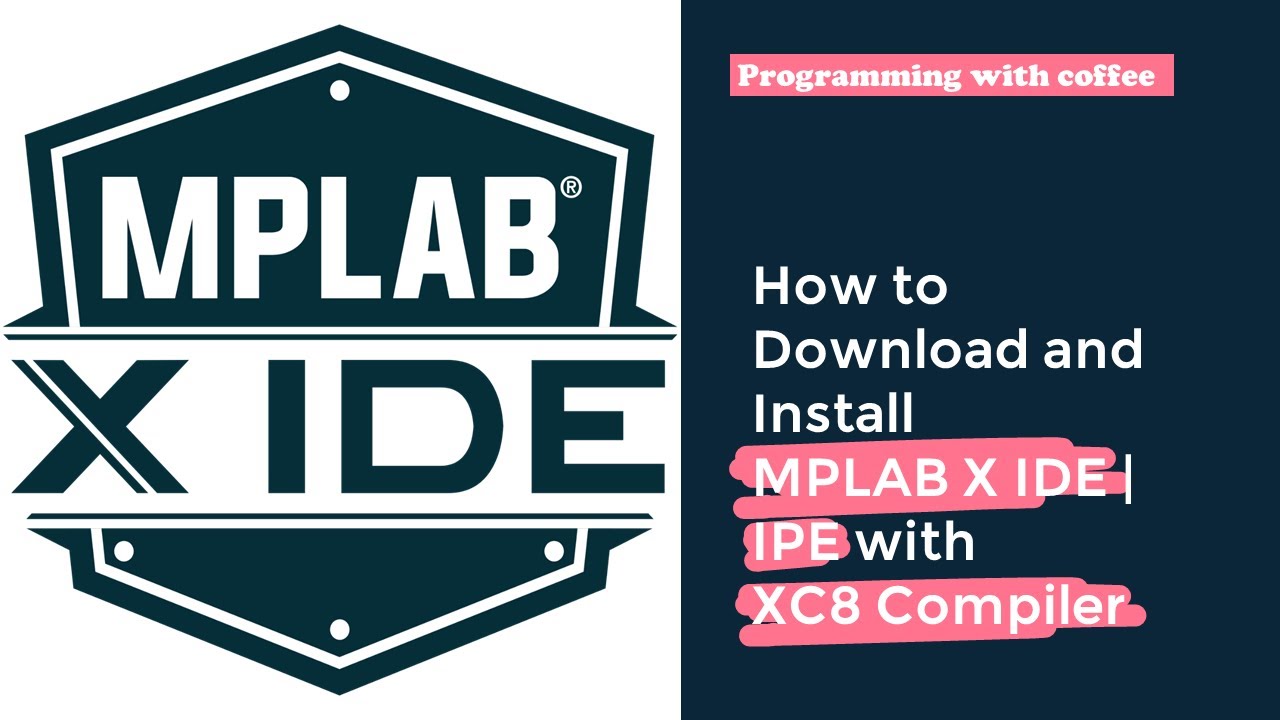 MPLAB®
X IDE
Programming with coffee
How to
Download and
Install
MPLAB X IDE |
IPE with
XC8 Compiler